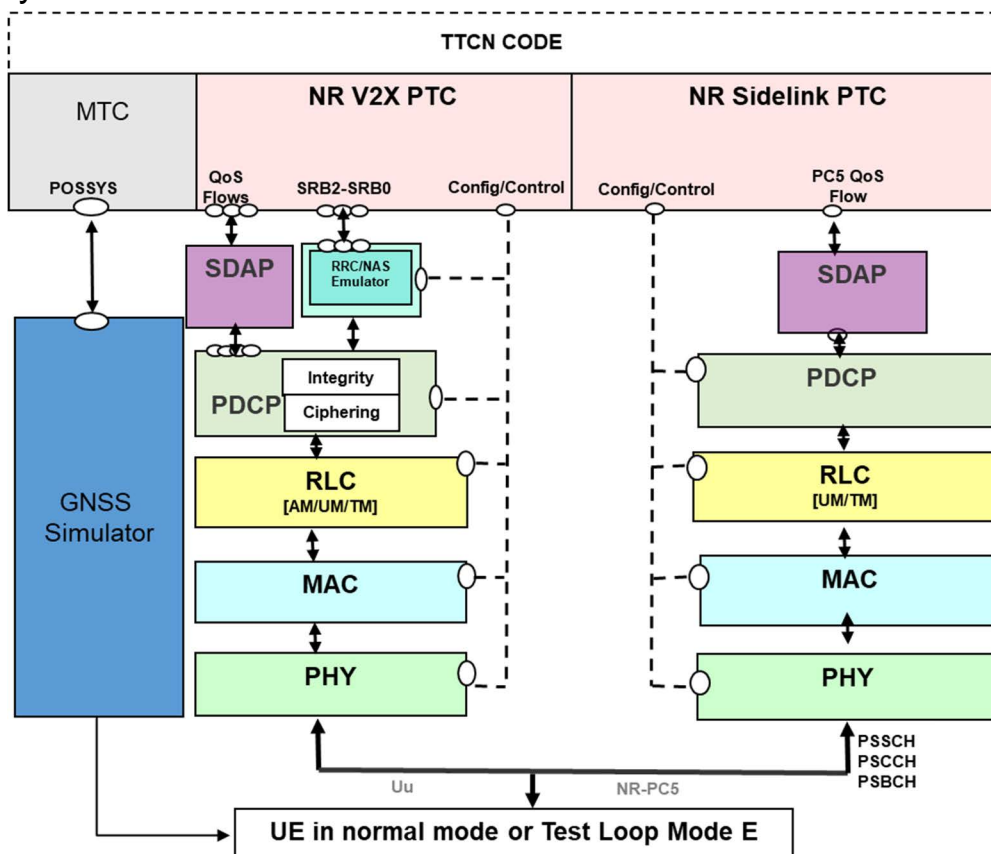 TTCN CODE
MTC
NR V2X PTC
NR Sidelink PTC
POSSYS
QoS
Flows
SRB2-SRB0
Config/Control
Config/Control
PC5 QoS
Flow
SDAP
RRC/NAS
Emulator
SDAP
Integrity
Ciphering
PDCP
PDCP
GNSS
Simulator
RLC
[AM/UM/TM]
RLC
[UM/TM]
MAC
MAC
PHY
PHY
PSSCH
PSCCH
PSBCH
Uu
NR-PC5
UE in normal mode or Test Loop Mode E